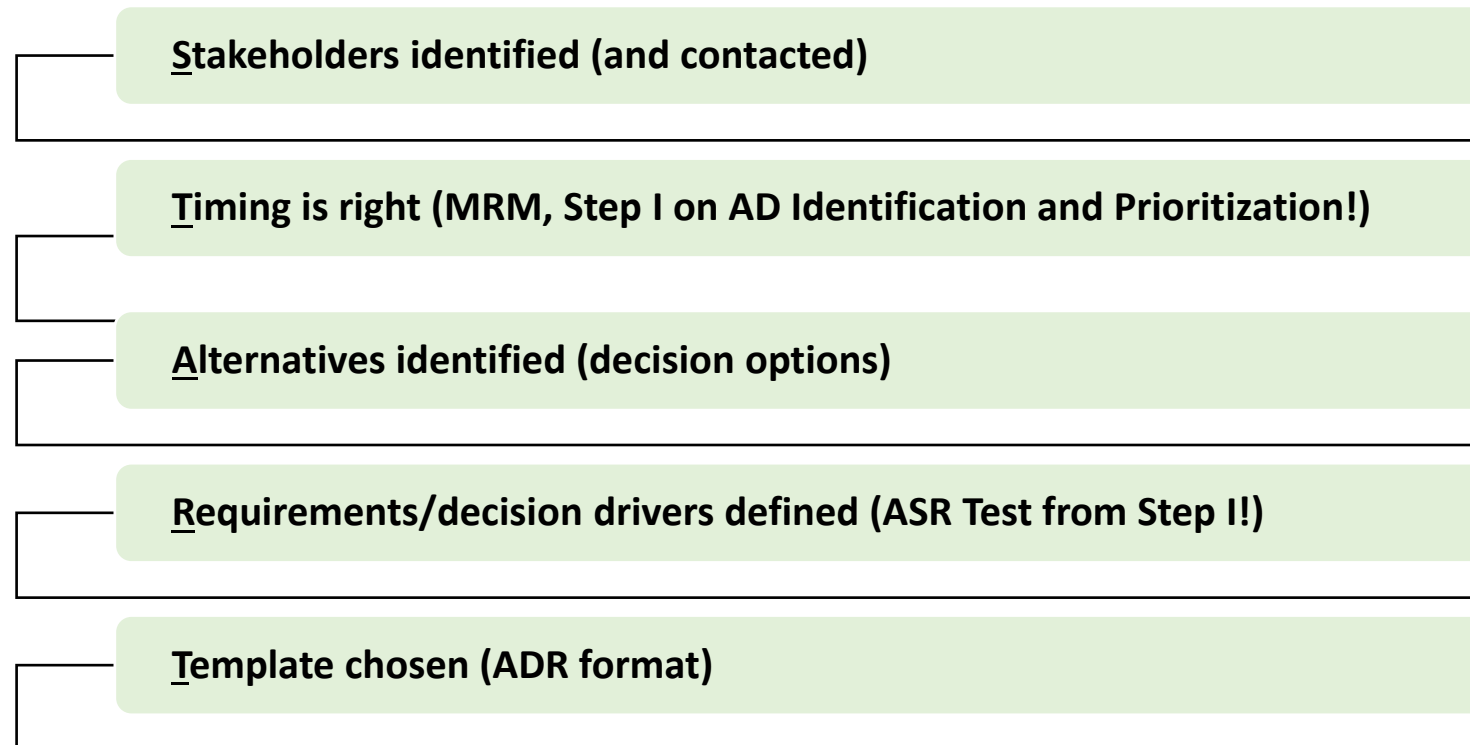 Stakeholders identified (and contacted)
Timing is right (MRM, Step I on AD Identification and Prioritization!)
Alternatives identified (decision options)
Requirements/decision drivers defined (ASR Test from Step I!)
Template chosen (ADR format)